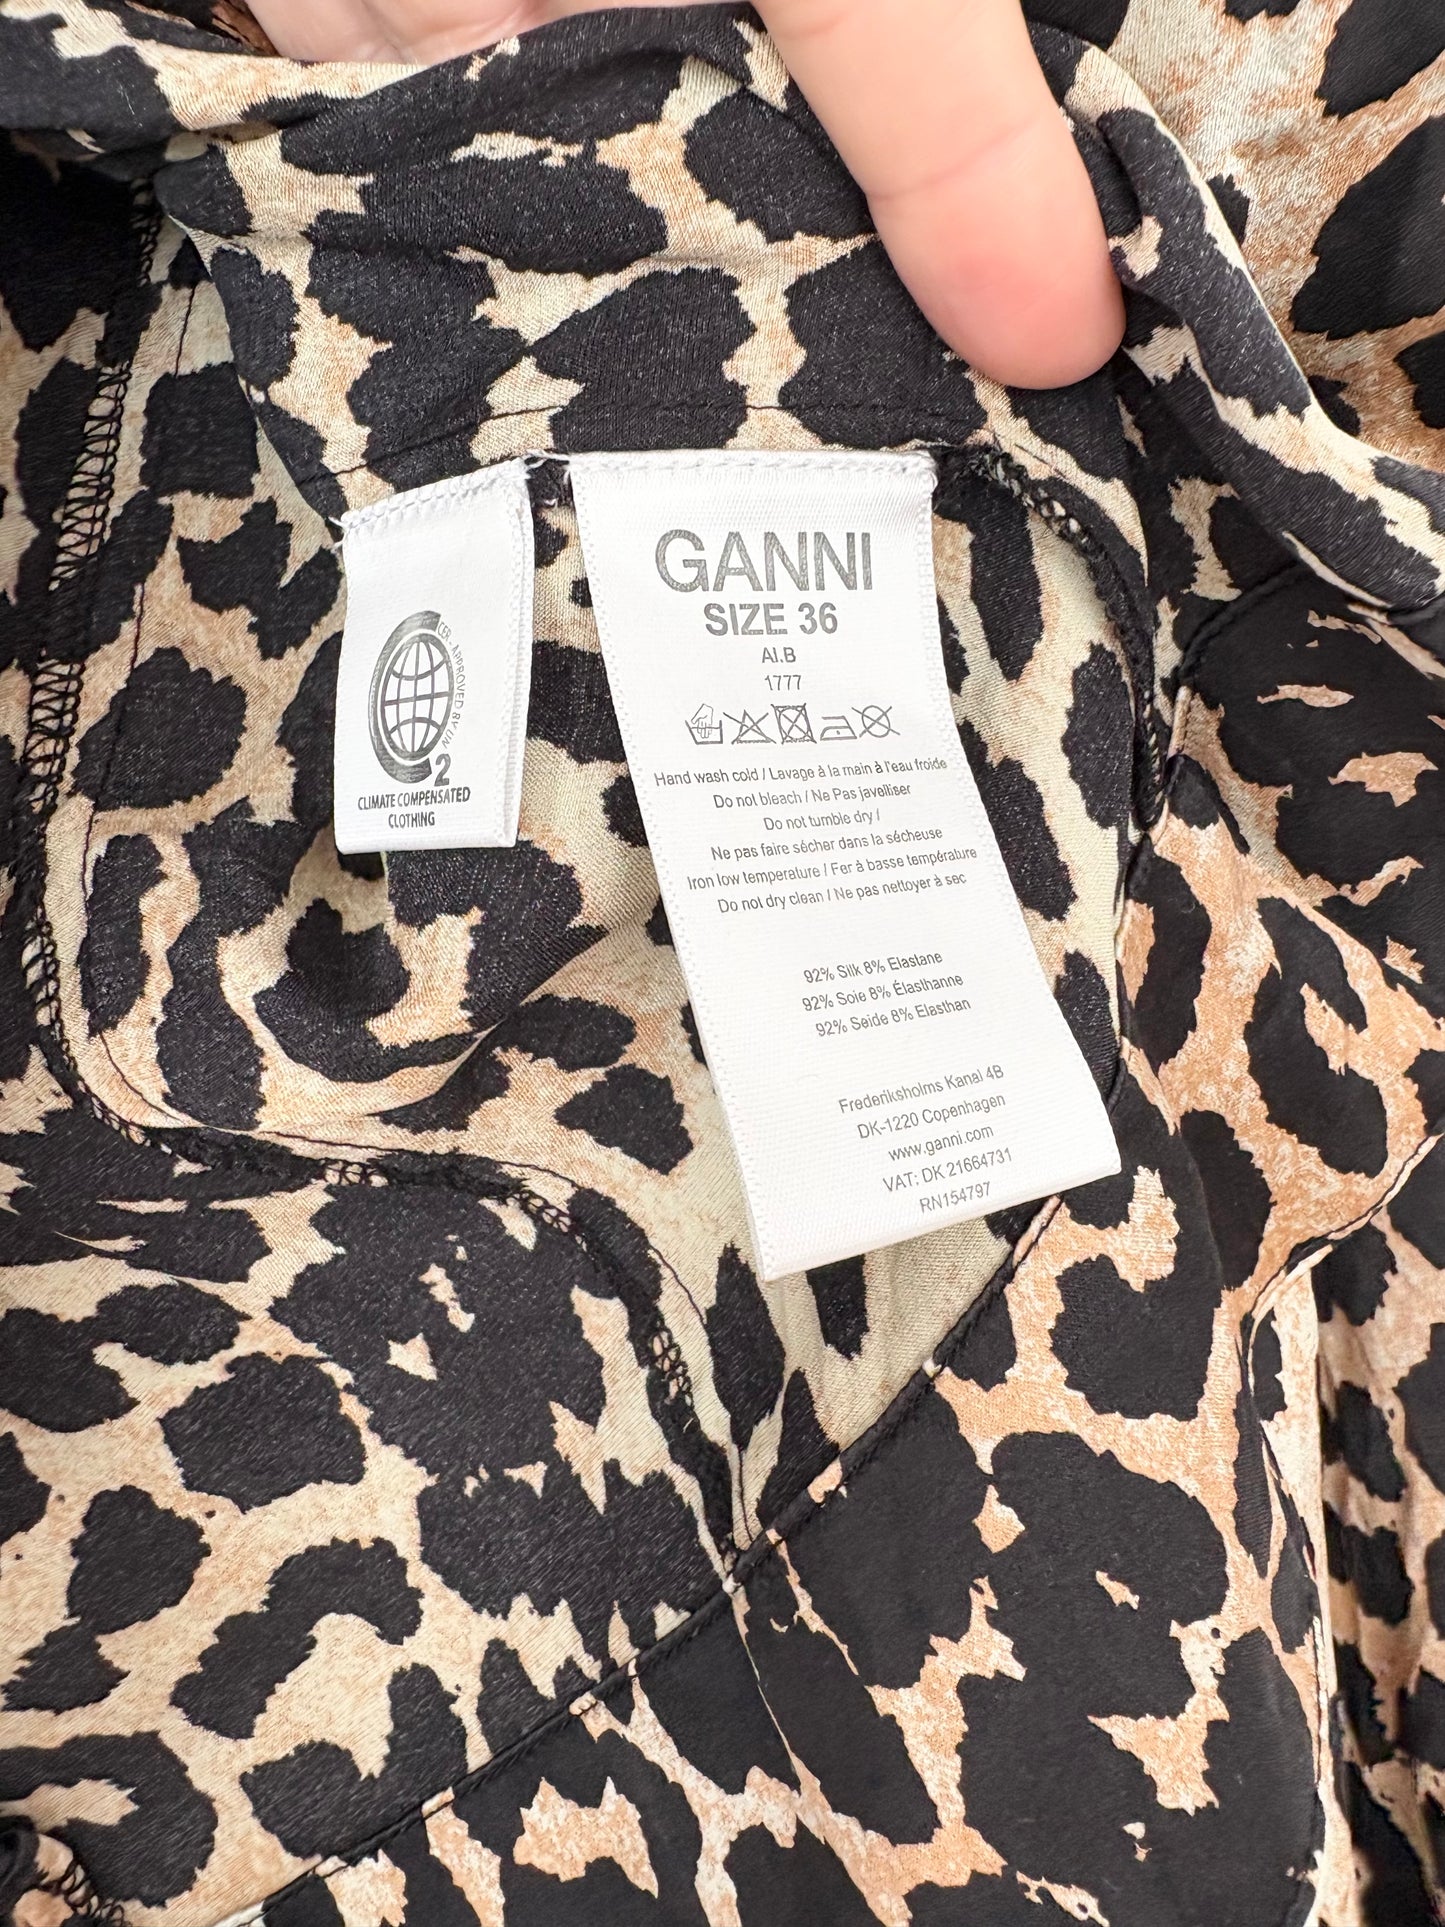 CER. APPROVED BY UN
2
CLIMATE COMPENSATED
CLOTHING
GANNI
SIZE 36
AI.B
1777
Hand wash cold / Lavage à la main à l'eau froide
Do not bleach / Ne Pas javelliser
Do not tumble dry /
Ne pas faire sécher dans la sécheuse
Iron low temperature / Fer à basse température
Do not dry clean / Ne pas nettoyer à sec
92% Silk 8% Elastane
92% Soie 8% Élasthanne
92% Seide 8% Elasthan
Frederiksholms Kanal 4B
DK-1220 Copenhagen
www.ganni.com
VAT: DK 21664731
RN154797